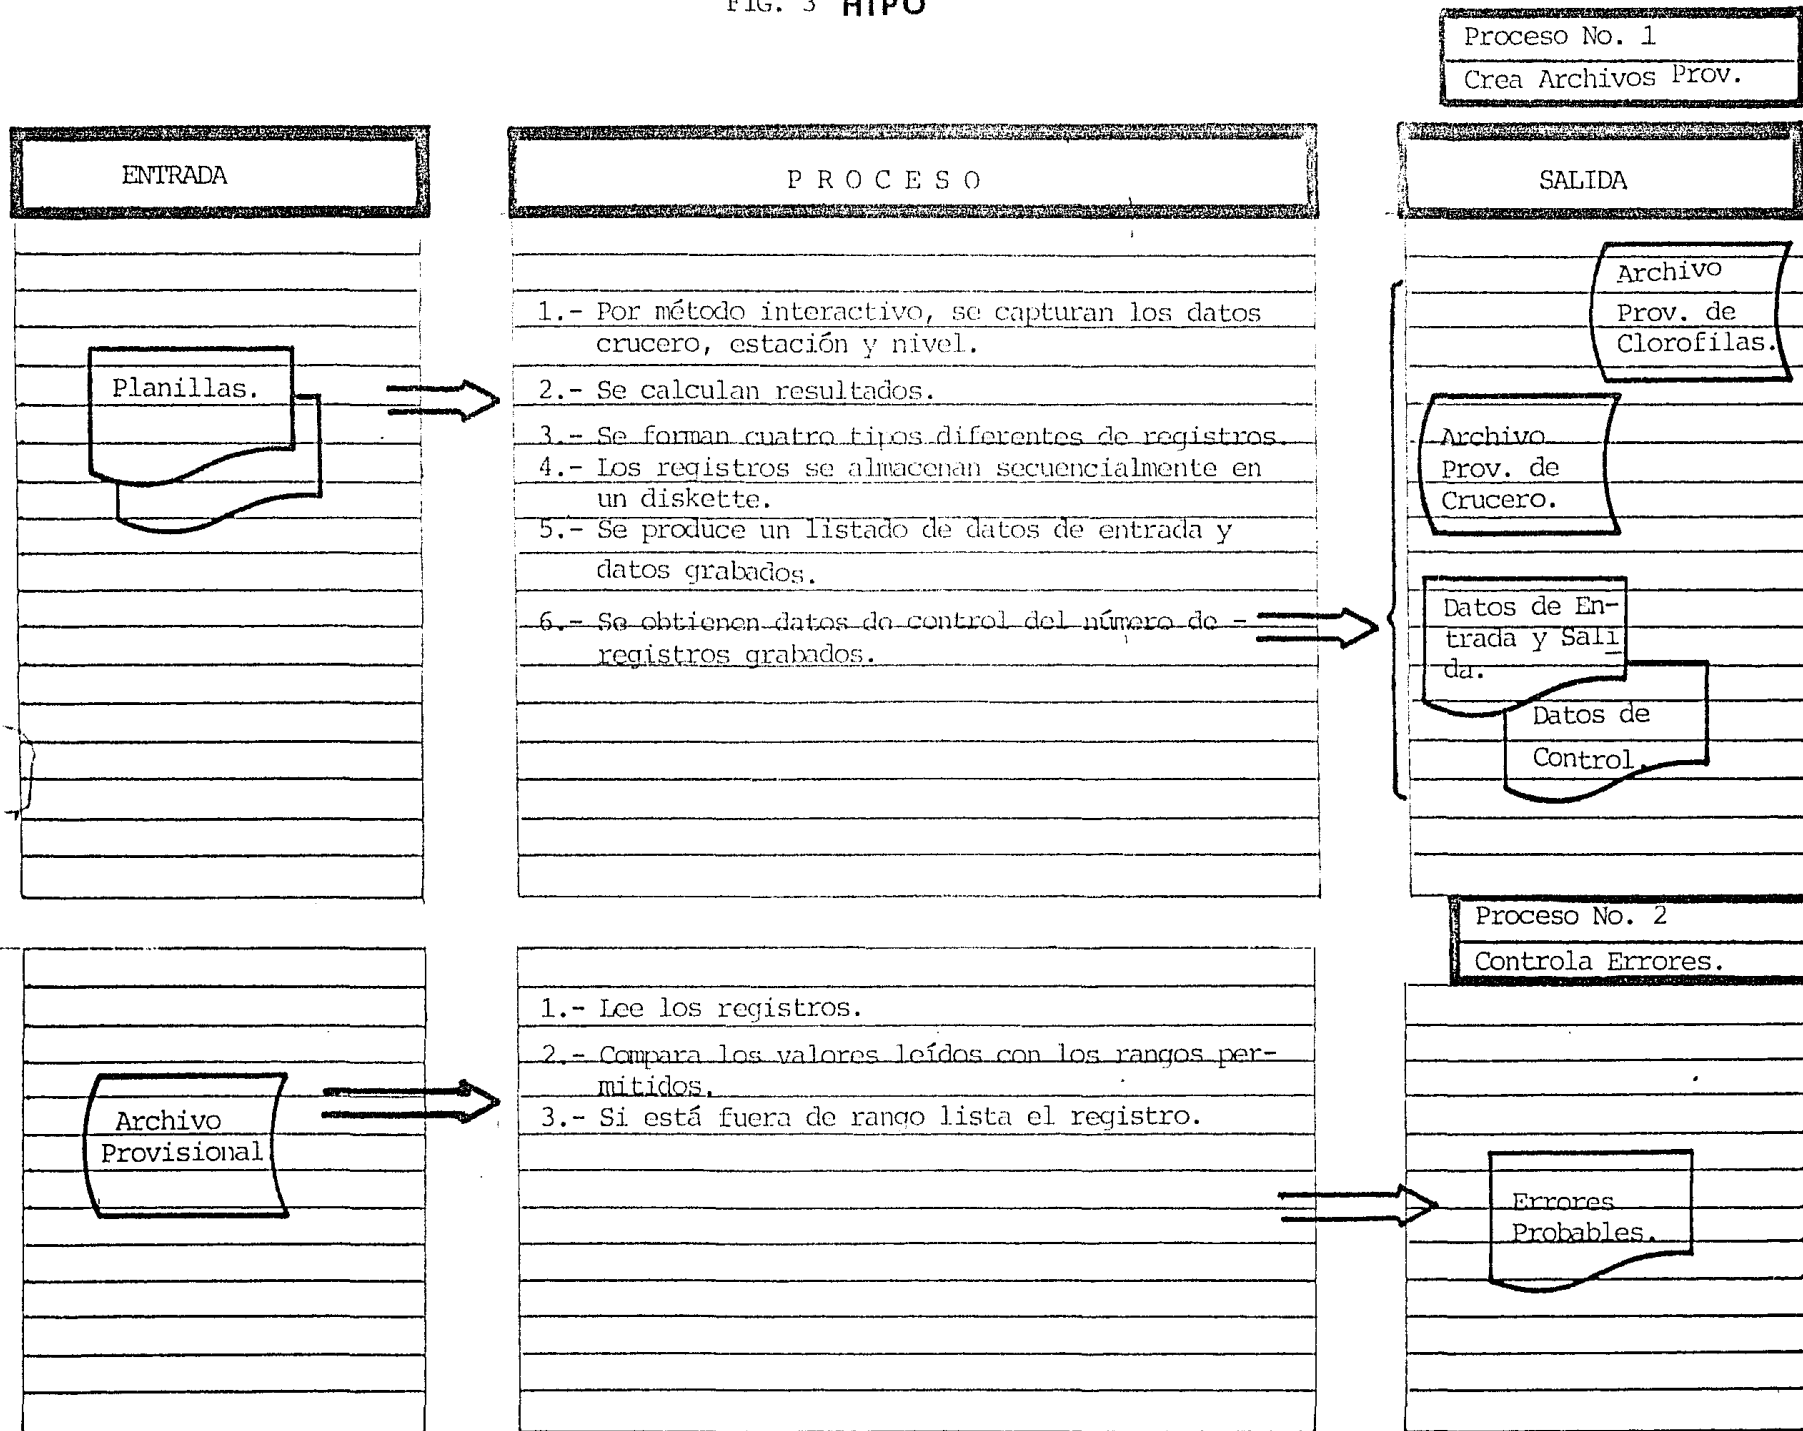 FIG. 3 HIPO
Proceso No. 1
Crea Archivos Prov.
ENTRADA
PROCESO
SALIDA
Planillas.
1.- Por método interactivo, se capturan los datos
crucero, estación y nivel.
2.- Se calculan resultados.
3.- Se forman cuatro tipos diferentes de registros.
4.- Los registros se almacenan secuencialmente en
un diskette.
5.- Se produce un listado de datos de entrada y
datos grabados.
6.- Se obtienen datos de control del número de -
registros grabados.
Archivo
Prov. de
Clorofilas.
Archivo
Prov. de
Crucero.
Datos de En-
trada y Sali
da.
Datos de
Control.
Proceso No. 2
Controla Errores.
Archivo
Provisional
1.- Lee los registros.
2.- Compara los valores leídos con los rangos per-
mitidos.
3.- Si está fuera de rango lista el registro.
Errores
Probables.